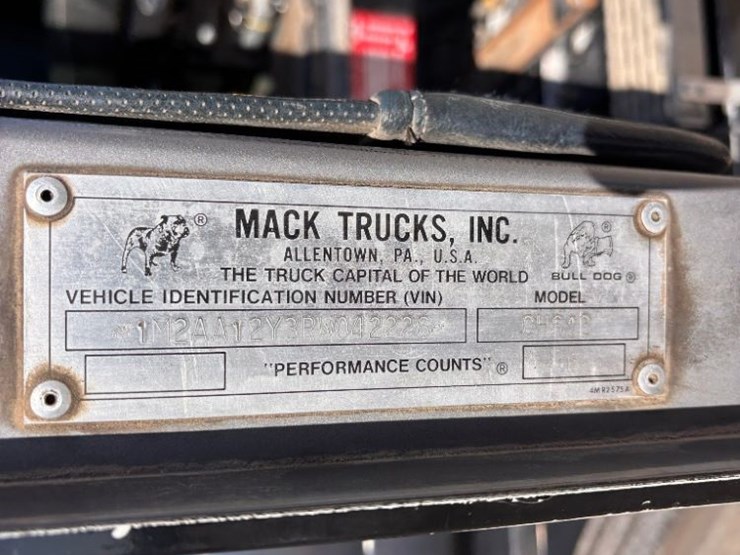 MACK TRUCKS, INC.
ALLENTOWN, PA., U.S.A.
THE TRUCK CAPITAL OF THE WORLD
BULL DOG ®
VEHICLE IDENTIFICATION NUMBER (VIN)
MODEL
"PERFORMANCE COUNTS" ®